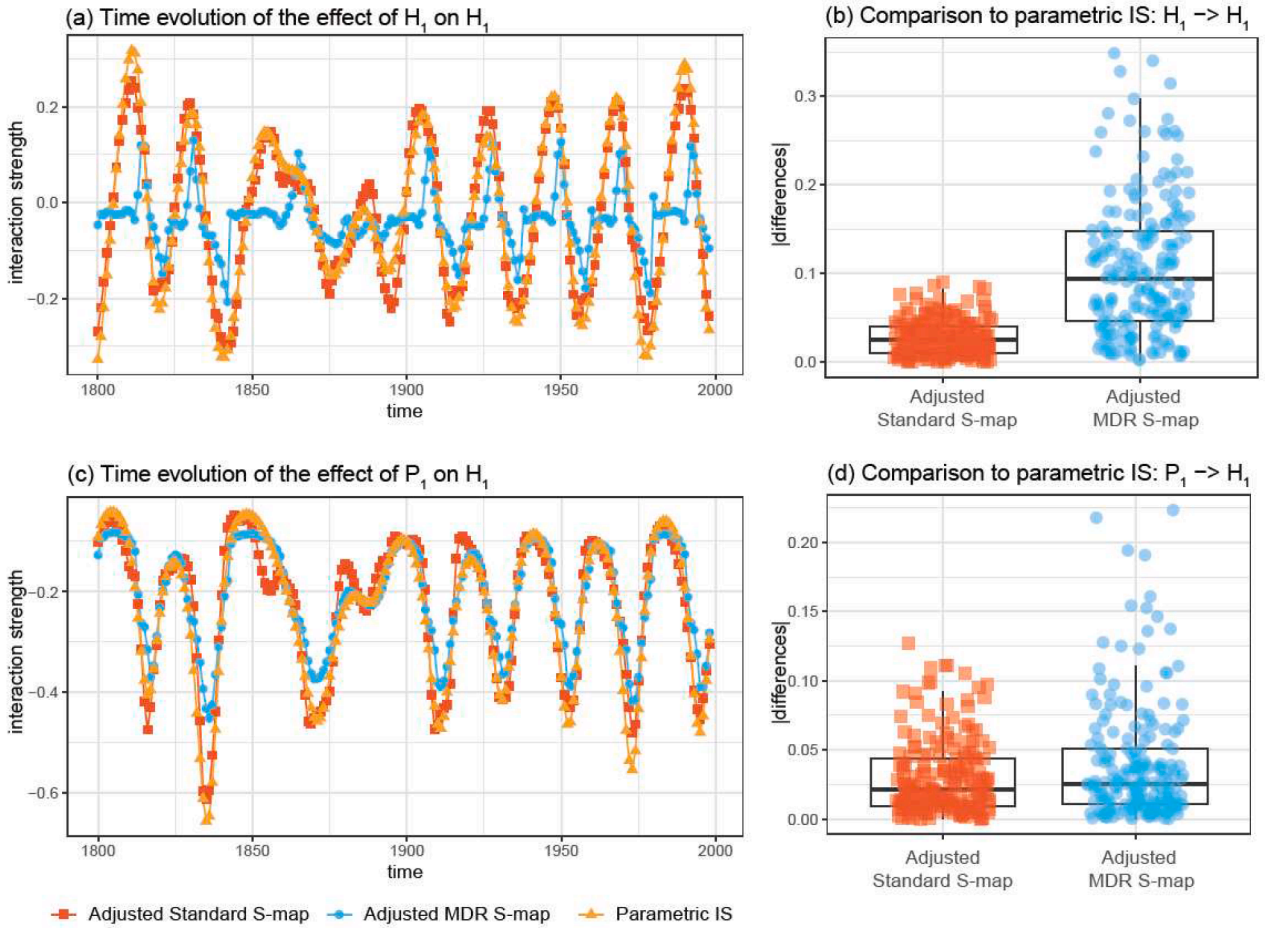 (a) Time evolution of the effect of H₁ on H₁
interaction strength
0.2
0.0
−0.2
1800
1850
1900
1950
2000
time
(b) Comparison to parametric IS: H₁ −> H₁
|differences|
0.3
0.2
0.1
0.0
Adjusted
Standard S-map
Adjusted
MDR S-map
(c) Time evolution of the effect of P₁ on H₁
interaction strength
−0.2
−0.4
−0.6
1800
1850
1900
1950
2000
time
(d) Comparison to parametric IS: P₁ −> H₁
|differences|
0.20
0.15
0.10
0.05
0.00
Adjusted
Standard S-map
Adjusted
MDR S-map
Adjusted Standard S-map
Adjusted MDR S-map
Parametric IS